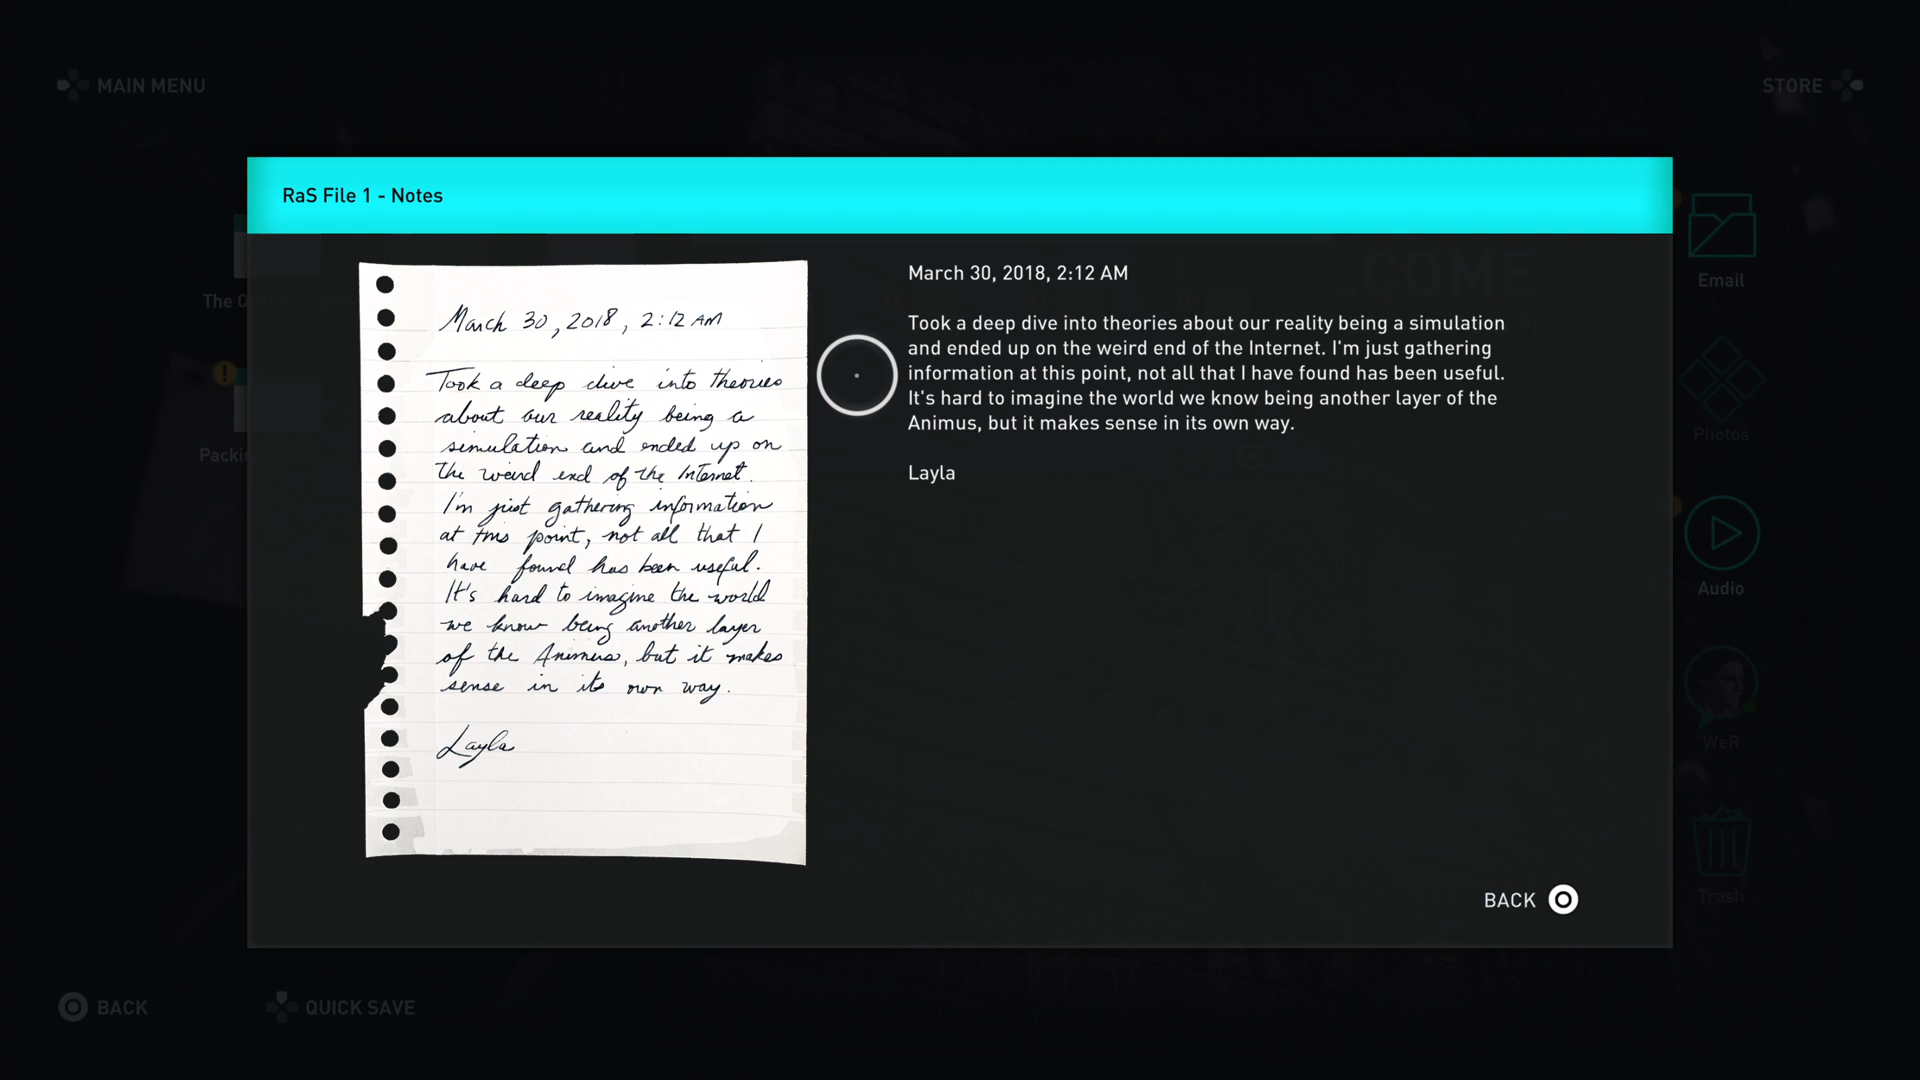 MAIN MENU
STORE
RaS File 1 - Notes
March 30, 2018, 2:12 AM
Took a deep dive into theories
about our reality being a
simulation and ended up on
the weird end of the Internet.
I'm just gathering information
at this point, not all that I
have found has been useful.
It's hard to imagine the world
we know being another layer
of the Animus, but it makes
sense in its own way.
Layla
March 30, 2018, 2:12 AM
Took a deep dive into theories about our reality being a simulation
and ended up on the weird end of the Internet. I'm just gathering
information at this point, not all that I have found has been useful.
It's hard to imagine the world we know being another layer of the
Animus, but it makes sense in its own way.
Layla
BACK
The
Email
Photos
Audio
WeR
Trash
BACK
QUICK SAVE